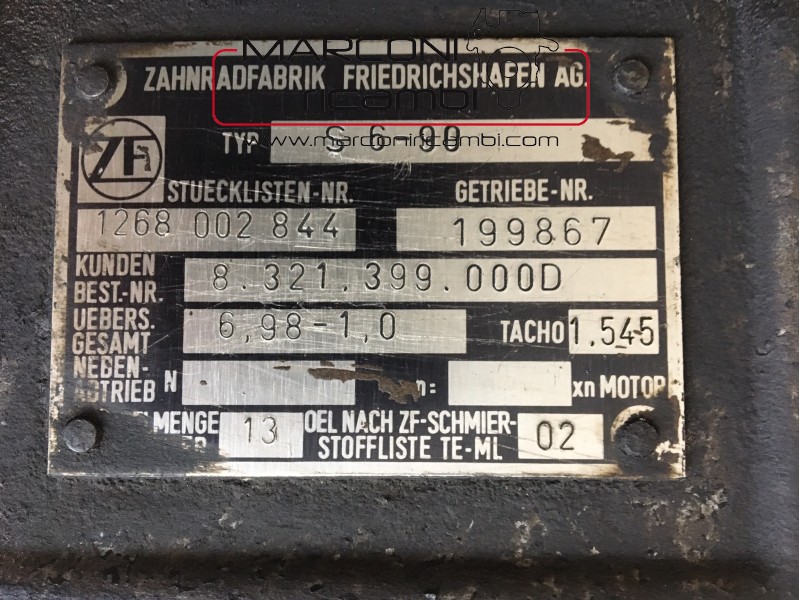 MARCONI
ricambi
www.marconiricambi.com
ZAHNRADFABRIK FRIEDRICHSHAFEN AG.
ZF
TYP S 6-90
STUECKLISTEN-NR. GETRIEBE-NR.
1268 002 844 199867
KUNDEN BEST.-NR. 8.321.399.000D
UEBERS. GESAMT 6,98-1,0 TACHO 1.545
NEBEN-
ABTRIEB N n= xn MOTOR
MENGE 13 OEL NACH ZF-SCHMIER-
STOFFLISTE TE-ML 02